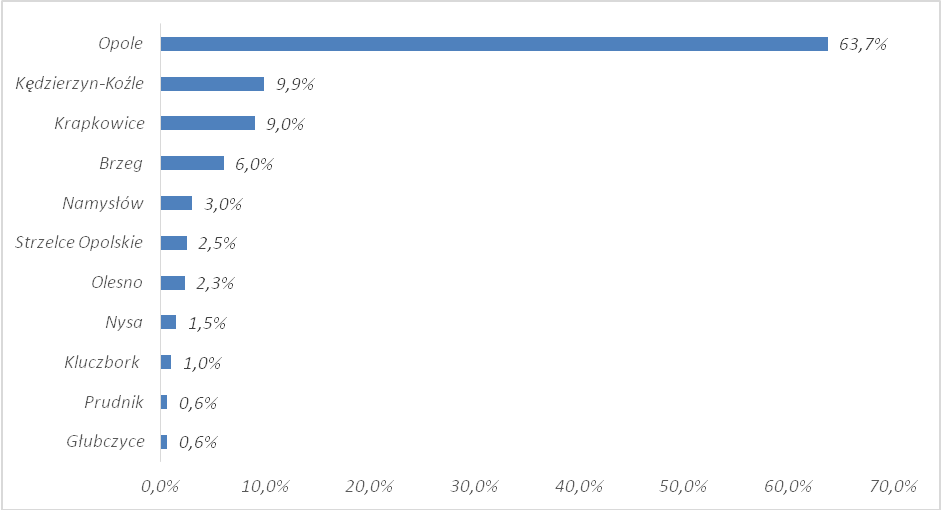 Opole 63,7%
Kędzierzyn-Koźle 9,9%
Krapkowice 9,0%
Brzeg 6,0%
Namysłów 3,0%
Strzelce Opolskie 2,5%
Olesno 2,3%
Nysa 1,5%
Kluczbork 1,0%
Prudnik 0,6%
Głubczyce 0,6%
0,0% 10,0% 20,0% 30,0% 40,0% 50,0% 60,0% 70,0%